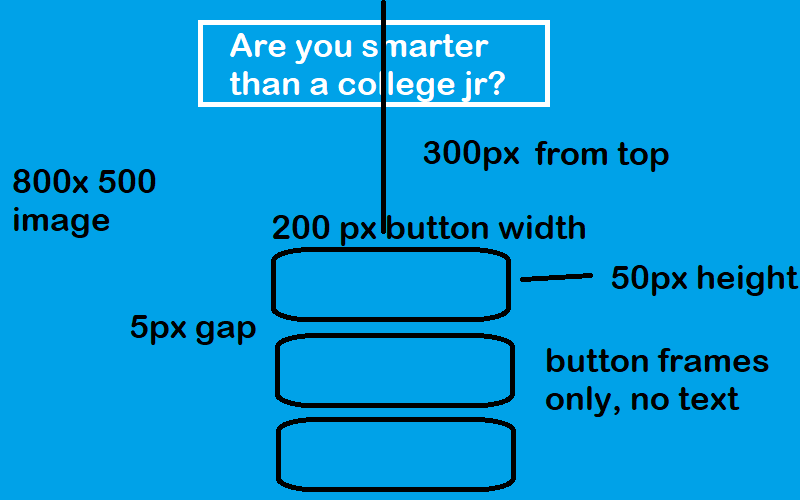 Are you smarter
than a college jr?
300px from top
800x 500
image
200 px button width
50px height
5px gap
button frames
only, no text